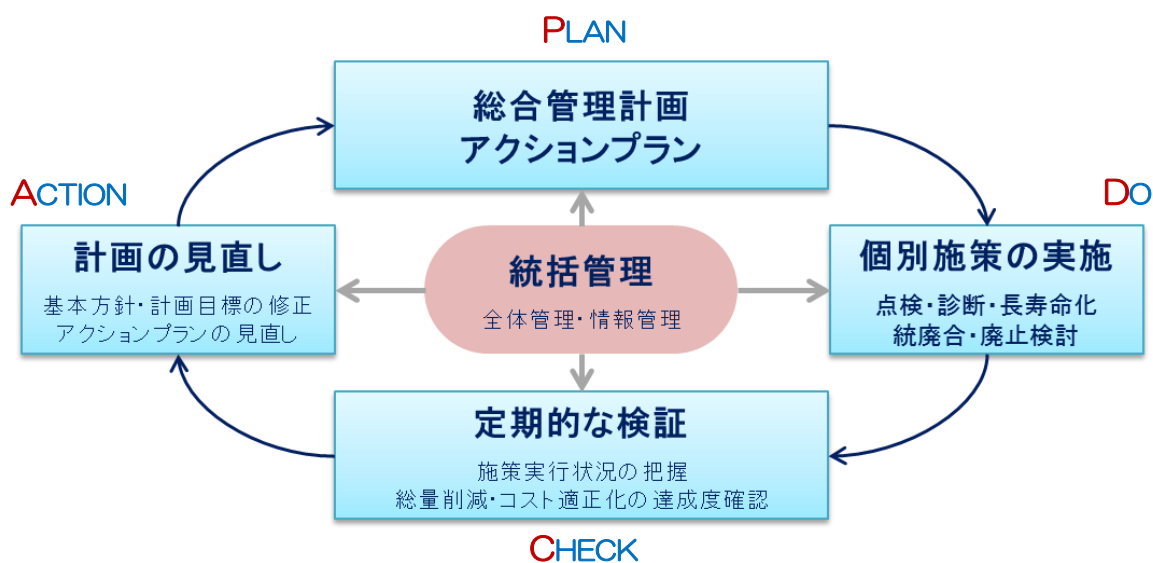 PLAN
総合管理計画
アクションプラン
ACTION
DO
計画の見直し
基本方針・計画目標の修正
アクションプランの見直し
統括管理
全体管理・情報管理
個別施策の実施
点検・診断・長寿命化
統廃合・廃止検討
定期的な検証
施策実行状況の把握
総量削減・コスト適正化の達成度確認
CHECK